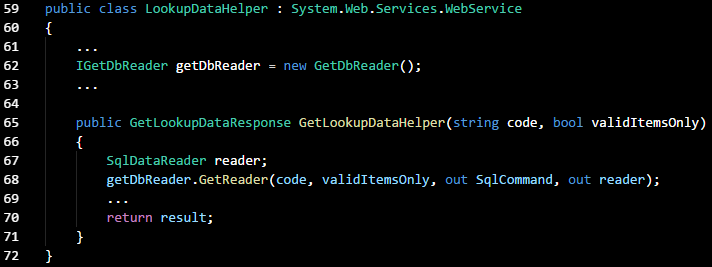 59 public class LookupDataHelper : System.Web.Services.WebService
60 {
61     ...
62     IGetDbReader getDbReader = new GetDbReader();
63     ...
64
65     public GetLookupDataResponse GetLookupDataHelper(string code, bool validItemsOnly)
66     {
67         SqlDataReader reader;
68         getDbReader.GetReader(code, validItemsOnly, out SqlCommand, out reader);
69         ...
70         return result;
71     }
72 }